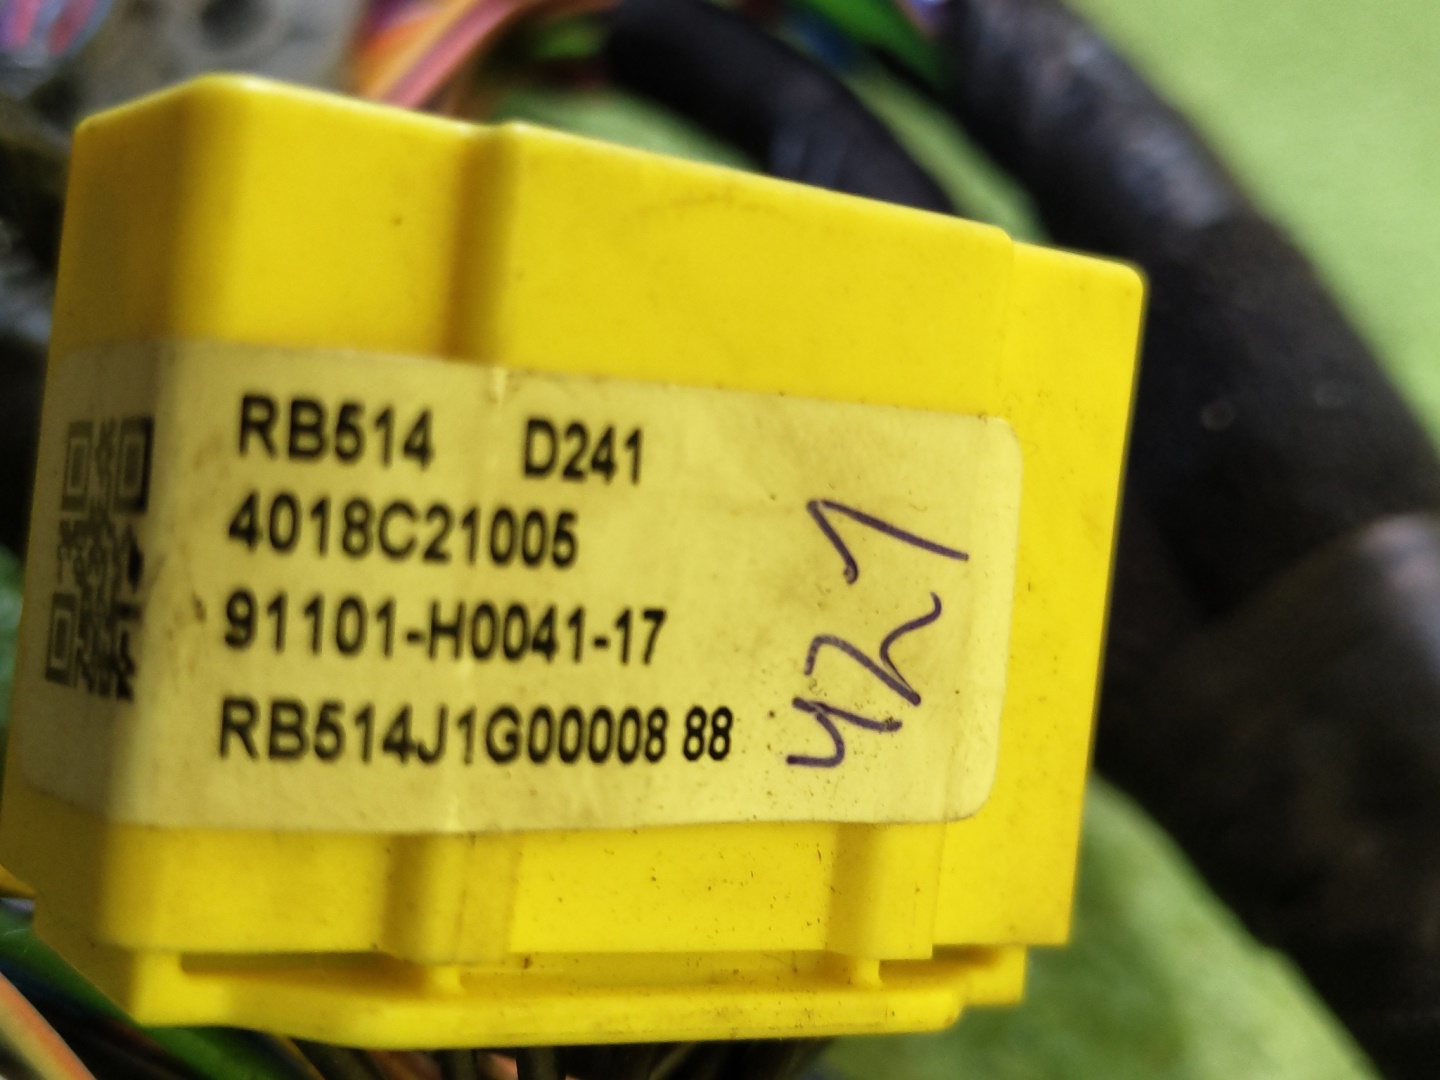 RB514 D241
4018C21005
91101-H0041-17
RB514J1G00008 88
421